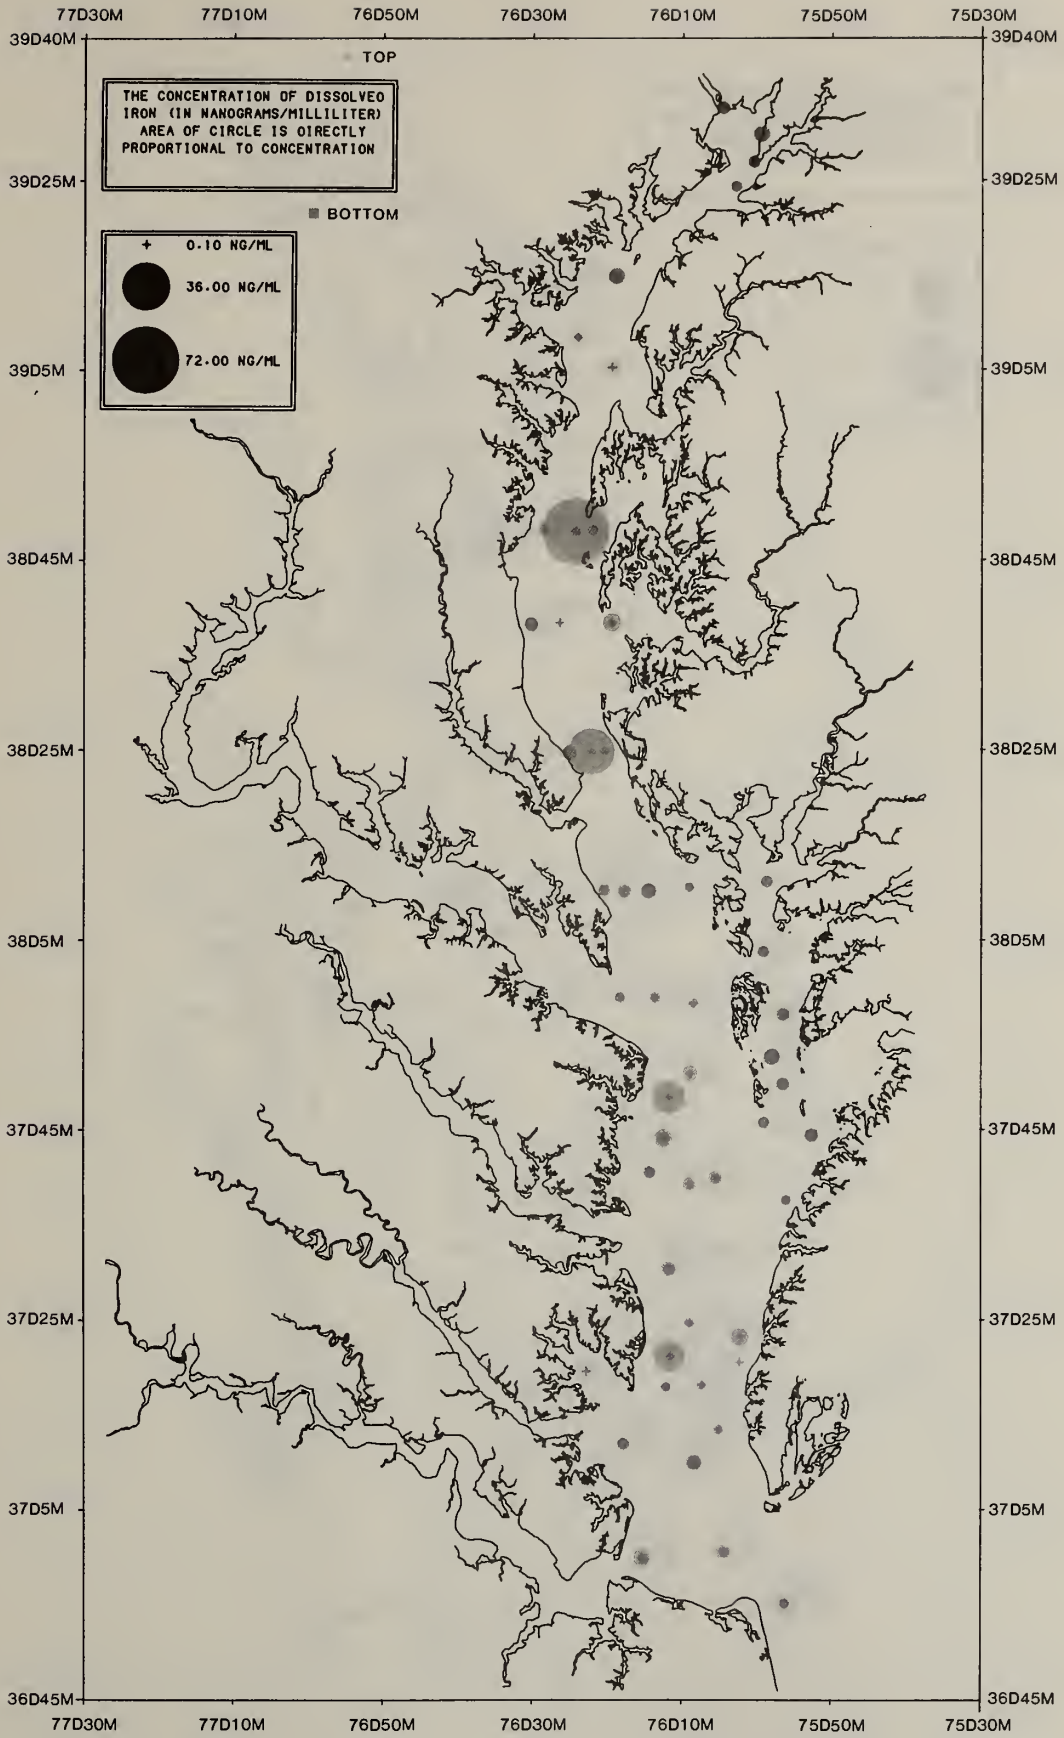 77D30M 77D10M 76D50M 76D30M 76D10M 75D50M 75D30M
39D40M 39D40M
TOP
THE CONCENTRATION OF DISSOLVEO
IRON (IN NANOGRAMS/MILLILITER)
AREA OF CIRCLE IS OIRECTLY
PROPORTIONAL TO CONCENTRATION
39D25M 39D25M
BOTTOM
0.10 NG/ML
36.00 NG/ML
72.00 NG/ML
39D5M 39D5M
38D45M 38D45M
38D25M 38D25M
38D5M 38D5M
37D45M 37D45M
37D25M 37D25M
37D5M 37D5M
36D45M 36D45M
77D30M 77D10M 76D50M 76D30M 76D10M 75D50M 75D30M